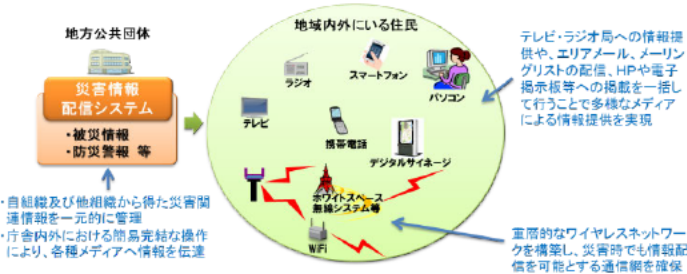 地方公共団体
災害情報
配信システム
・被災情報
・防災警報 等
・自組織及び他組織から得た災害関
連情報を一元的に管理
・庁舎内外における簡易完結な操作
により、各種メディアへ情報を伝達
地域内外にいる住民
ラジオ
スマートフォン
パソコン
テレビ
携帯電話
デジタルサイネージ
ホワイトスペース
無線システム等
WiFi
テレビ・ラジオ局への情報提
供や、エリアメール、メーリン
グリストの配信、HPや電子
掲示板等への掲載を一括し
て行うことで多様なメディア
による情報提供を実現
重層的なワイヤレスネットワー
クを構築し、災害時でも情報配
信を可能とする通信網を確保